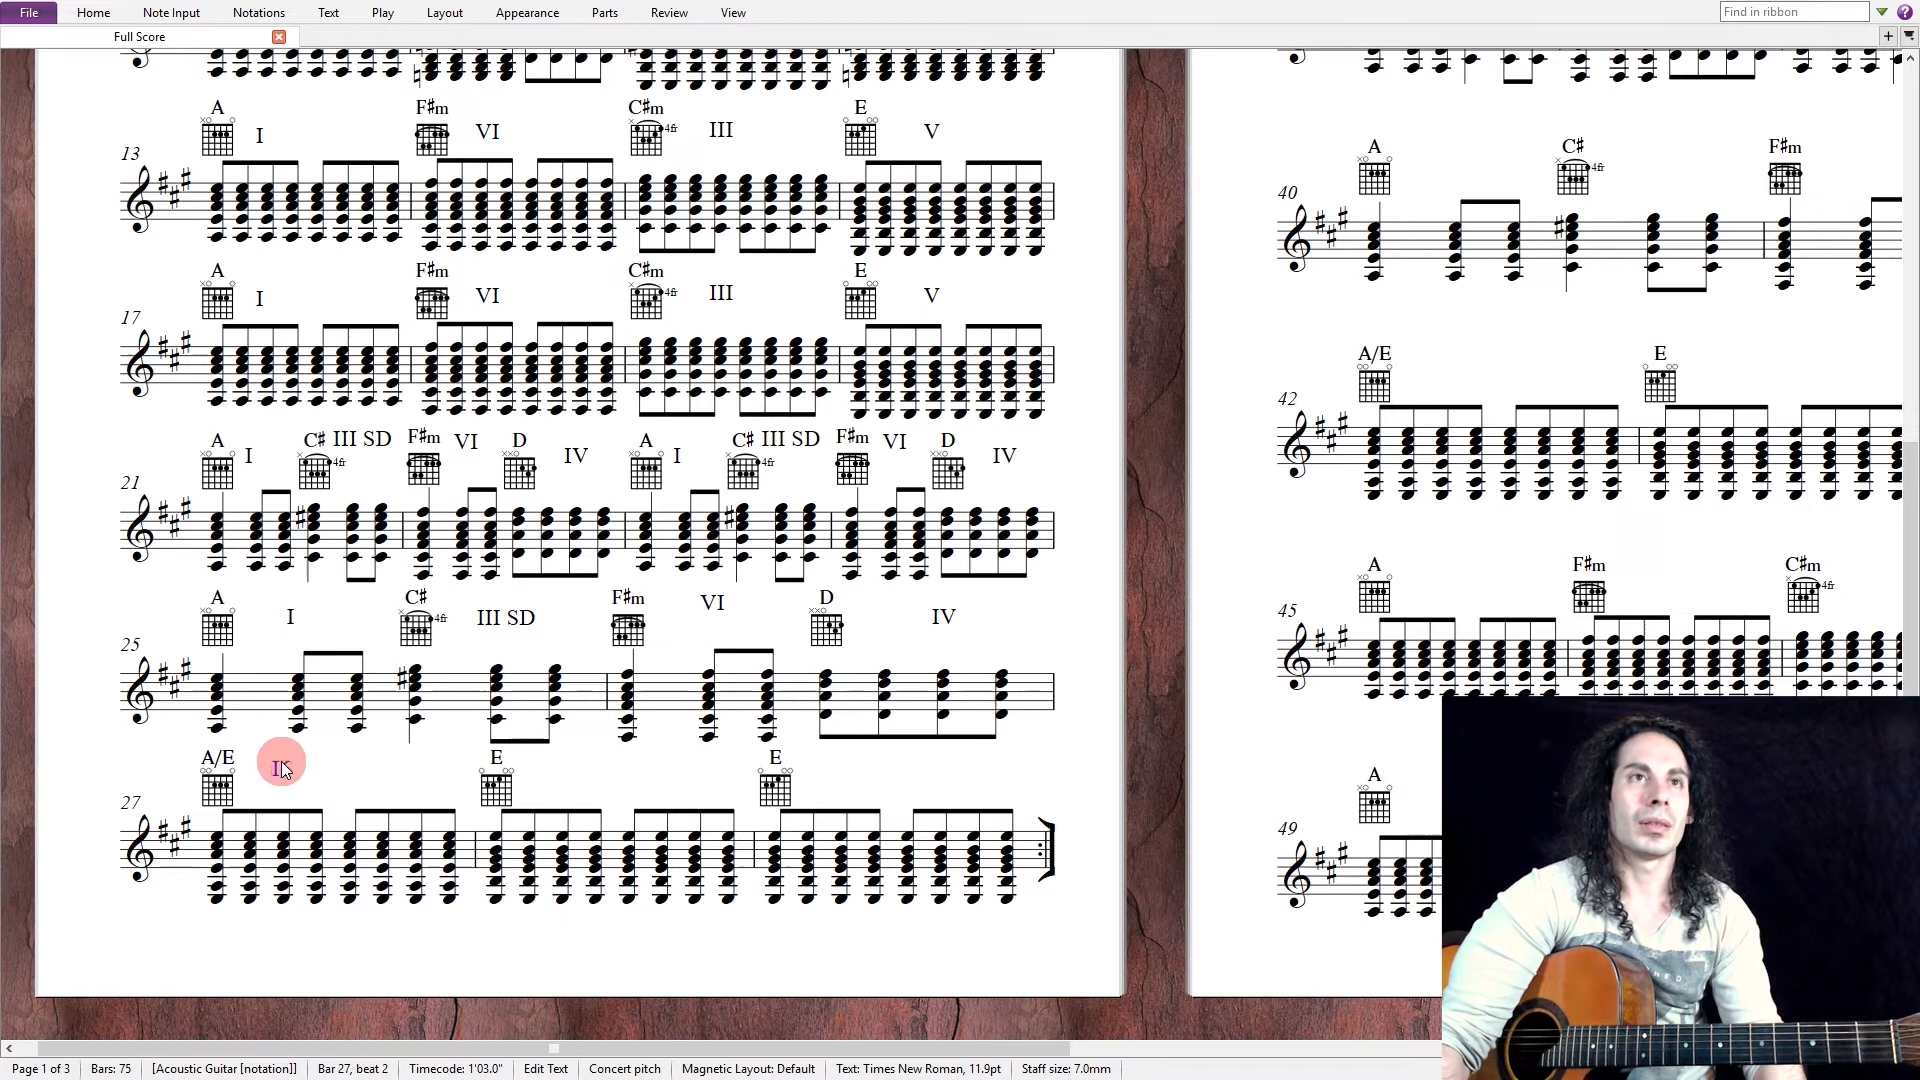 File Home Note Input Notations Text Play Layout Appearance Parts Review View Find in ribbon
Full Score
A I F♯m VI C♯m 4fr III E V
13
A I F♯m VI C♯m 4fr III E V
17
A I C♯ 4fr III SD F♯m VI D IV A I C♯ 4fr III SD F♯m VI D IV
21
A I C♯ 4fr III SD F♯m VI D IV
25
A/E E E
27
A C♯ 4fr F♯m
40
A/E E
42
A F♯m C♯m 4fr
45
A
49
Page 1 of 3 Bars: 75 [Acoustic Guitar [notation]] Bar 27, beat 2 Timecode: 1'03.0" Edit Text Concert pitch Magnetic Layout: Default Text: Times New Roman, 11.9pt Staff size: 7.0mm